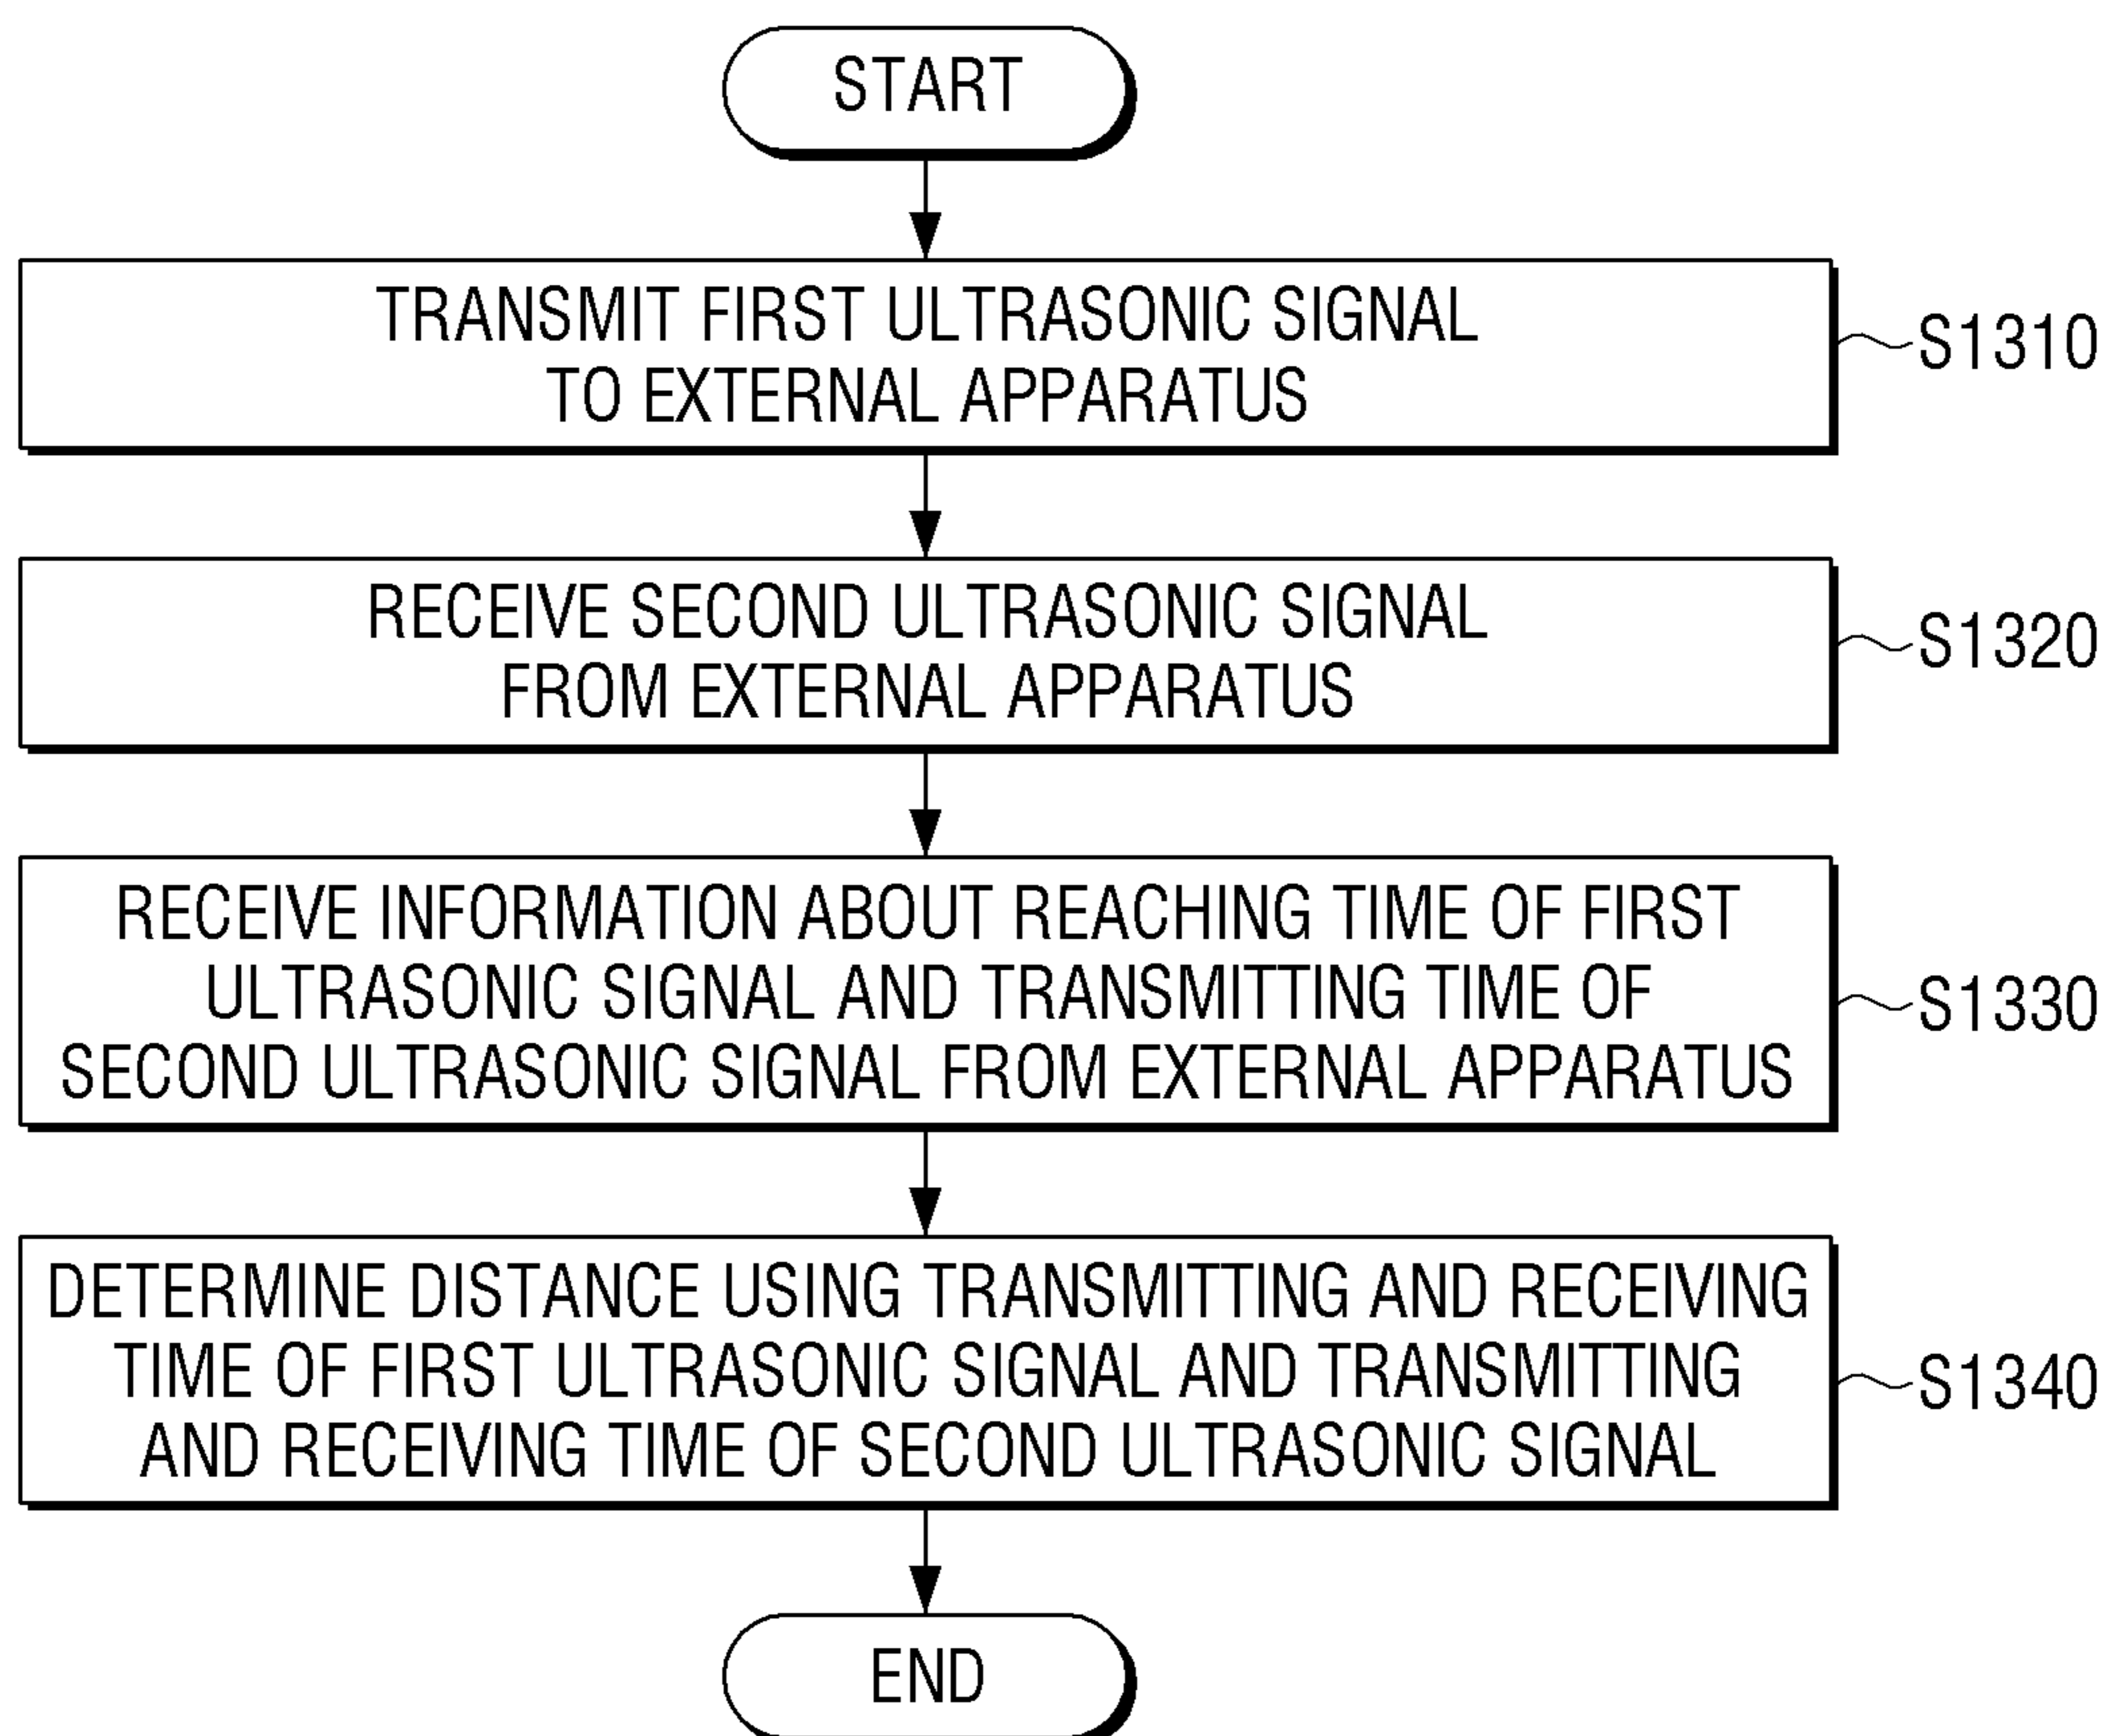 START
TRANSMIT FIRST ULTRASONIC SIGNAL
TO EXTERNAL APPARATUS
S1310
RECEIVE SECOND ULTRASONIC SIGNAL
FROM EXTERNAL APPARATUS
S1320
RECEIVE INFORMATION ABOUT REACHING TIME OF FIRST
ULTRASONIC SIGNAL AND TRANSMITTING TIME OF
SECOND ULTRASONIC SIGNAL FROM EXTERNAL APPARATUS
S1330
DETERMINE DISTANCE USING TRANSMITTING AND RECEIVING
TIME OF FIRST ULTRASONIC SIGNAL AND TRANSMITTING
AND RECEIVING TIME OF SECOND ULTRASONIC SIGNAL
S1340
END